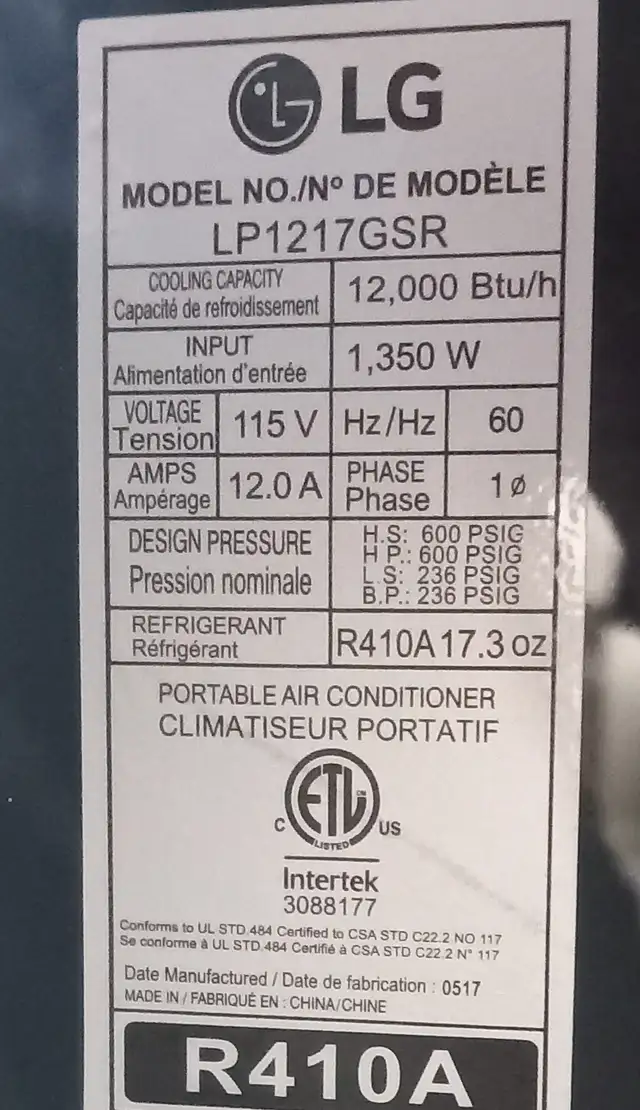 LG
MODEL NO./Nº DE MODÈLE
LP1217GSR
COOLING CAPACITY
Capacité de refroidissement
12,000 Btu/h
INPUT
Alimentation d'entrée
1,350 W
VOLTAGE
Tension
115 V
Hz/Hz
60
AMPS
Ampérage
12.0 A
PHASE
Phase
1ø
DESIGN PRESSURE
Pression nominale
H.S: 600 PSIG
H P.: 600 PSIG
L.S: 236 PSIG
B.P.: 236 PSIG
REFRIGERANT
Réfrigérant
R410A 17.3 oz
PORTABLE AIR CONDITIONER
CLIMATISEUR PORTATIF
ETL
CM
LISTED
C
US
Intertek
3088177
Conforms to UL STD.484 Certified to CSA STD C22.2 NO 117
Se conforme à UL STD.484 Certifié à CSA STD C22.2 N° 117
Date Manufactured / Date de fabrication : 0517
MADE IN / FABRIQUÉ EN : CHINA/CHINE
R410A